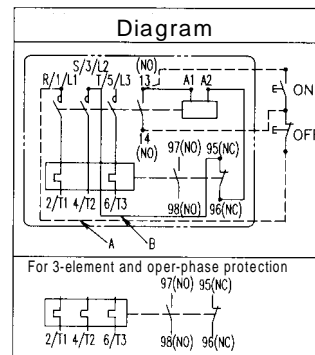 Diagram
S/3/L2 (NO)
R/1/L1 T/5/L3 13 A1 A2
ON
OFF
14
(NO)
97(NO) 95(NC)
2/T1 4/T2 6/T3 98(NO) 96(NC)
A B
For 3-element and oper-phase protection
97(NO) 95(NC)
2/T1 4/T2 6/T3 98(NO) 96(NC)